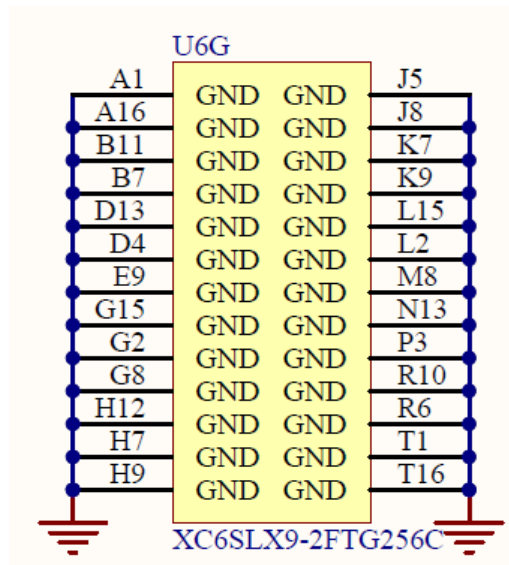 U6G
A1 GND GND J5
A16 GND GND J8
B11 GND GND K7
B7 GND GND K9
D13 GND GND L15
D4 GND GND L2
E9 GND GND M8
G15 GND GND N13
G2 GND GND P3
G8 GND GND R10
H12 GND GND R6
H7 GND GND T1
H9 GND GND T16
XC6SLX9-2FTG256C